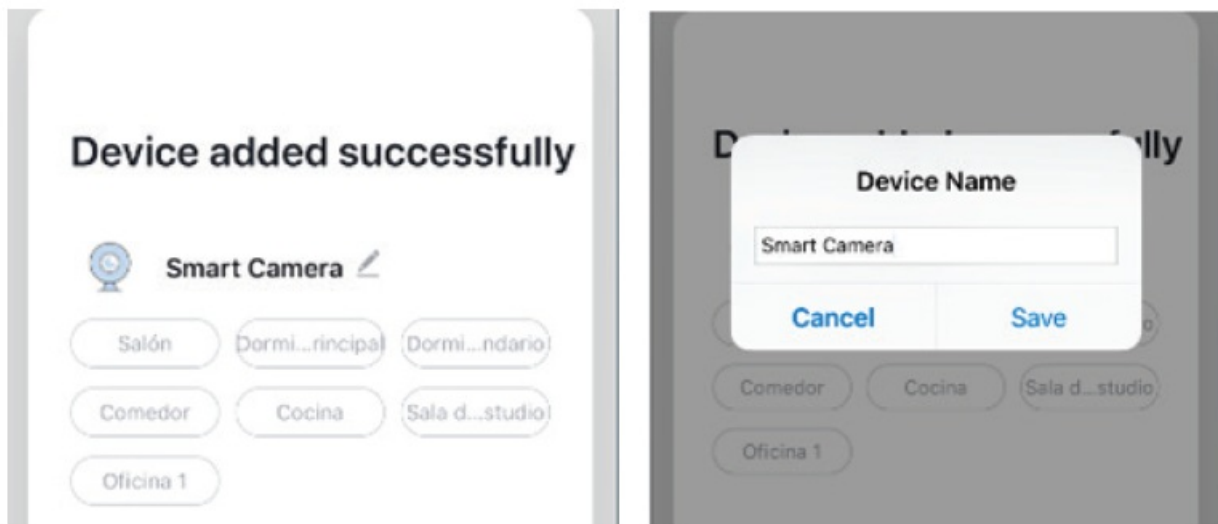 Device added successfully
Smart Camera
Salón
Dormi...rincipal
Dormi...ndario
Comedor
Cocina
Sala d...studio
Oficina 1
lly
Device Name
Smart Camera
Cancel
Save
Comedor
Cocina
Sala d...studio
Oficina 1